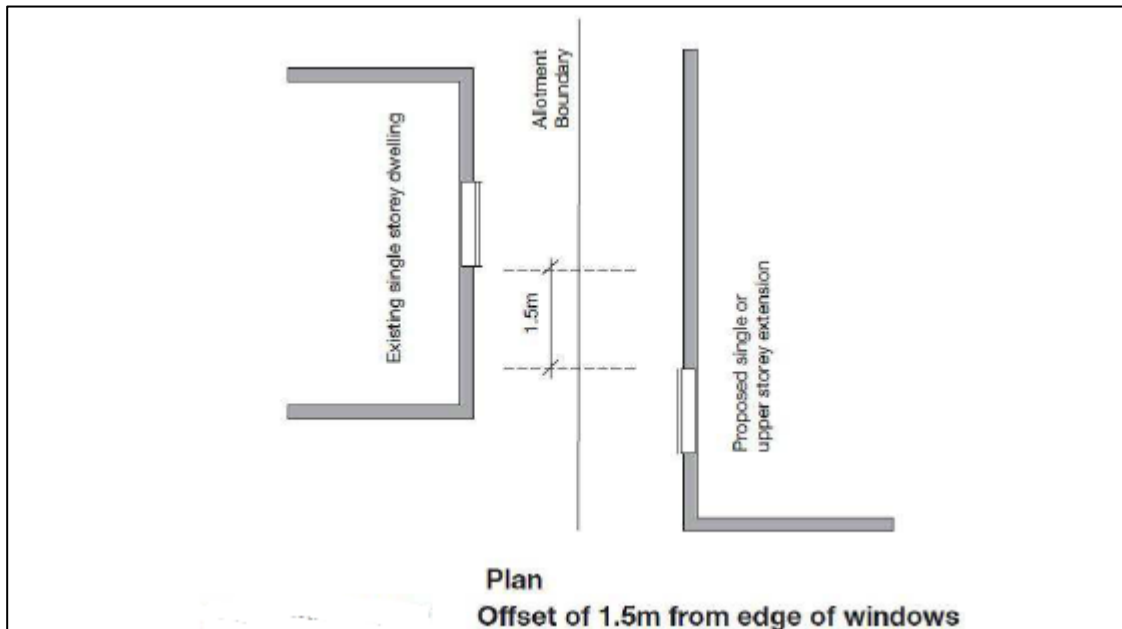 Existing single storey dwelling
Allotment
Boundary
1.5m
Proposed single or
upper storey extension
Plan
Offset of 1.5m from edge of windows